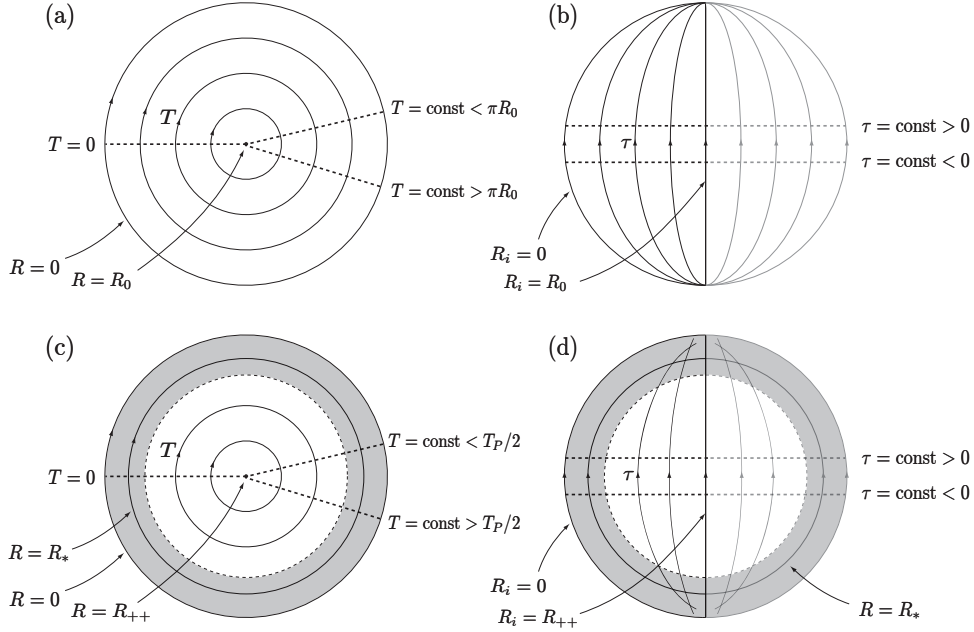 (a)
T = const < πR₀
T
T = 0
T = const > πR₀
R = 0
R = R₀
(b)
τ = const > 0
τ
τ = const < 0
Rᵢ = 0
Rᵢ = R₀
(c)
T = const < T_P/2
T
T = 0
T = const > T_P/2
R = R_*
R = 0
R = R₊₊
(d)
τ = const > 0
τ
τ = const < 0
Rᵢ = 0
Rᵢ = R₊₊
R = R_*